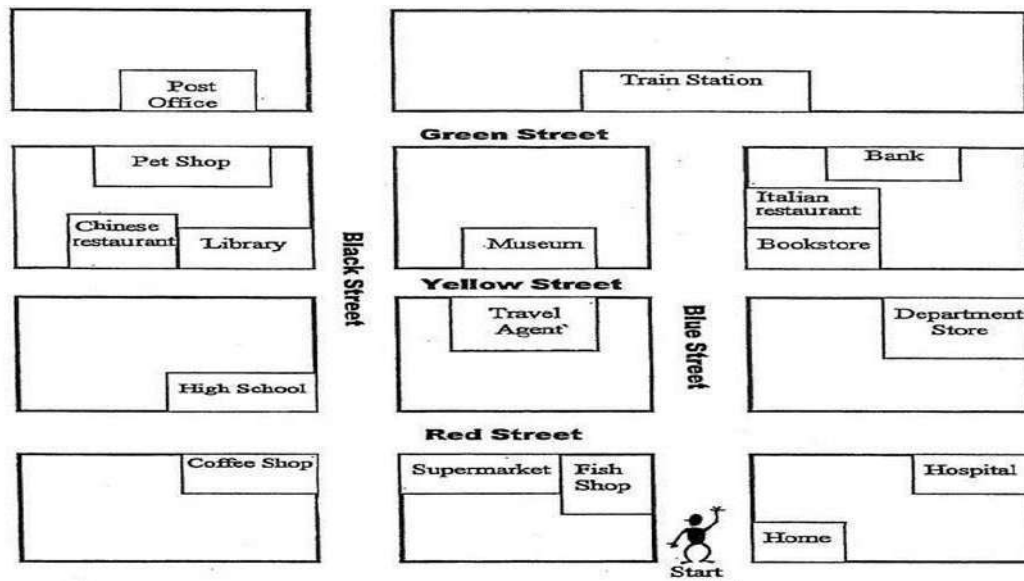 Post
Office
Train Station
Green Street
Pet Shop
Bank
Chinese
restaurant
Library
Black Street
Museum
Italian
restaurant
Bookstore
Yellow Street
Travel
Agent
Blue Street
Department
Store
High School
Red Street
Coffee Shop
Supermarket
Fish
Shop
Hospital
Home
Start